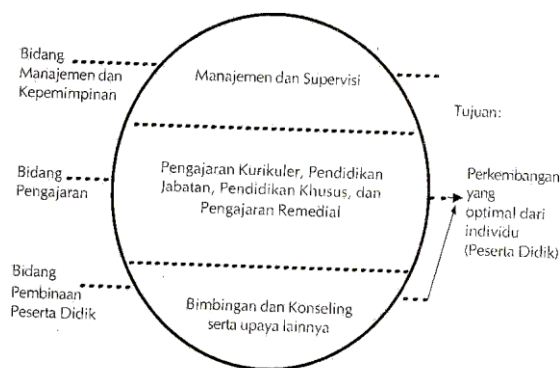 Bidang
Manajemen dan
Kepemimpinan
Manajemen dan Supervisi
Tujuan:
Bidang
Pengajaran
Pengajaran Kurikuler, Pendidikan
Jabatan, Pendidikan Khusus, dan
Pengajaran Remedial
Perkembangan
yang
optimal dari
individu
(Peserta Didik)
Bidang
Pembinaan
Peserta Didik
Bimbingan dan Konseling
serta upaya lainnya